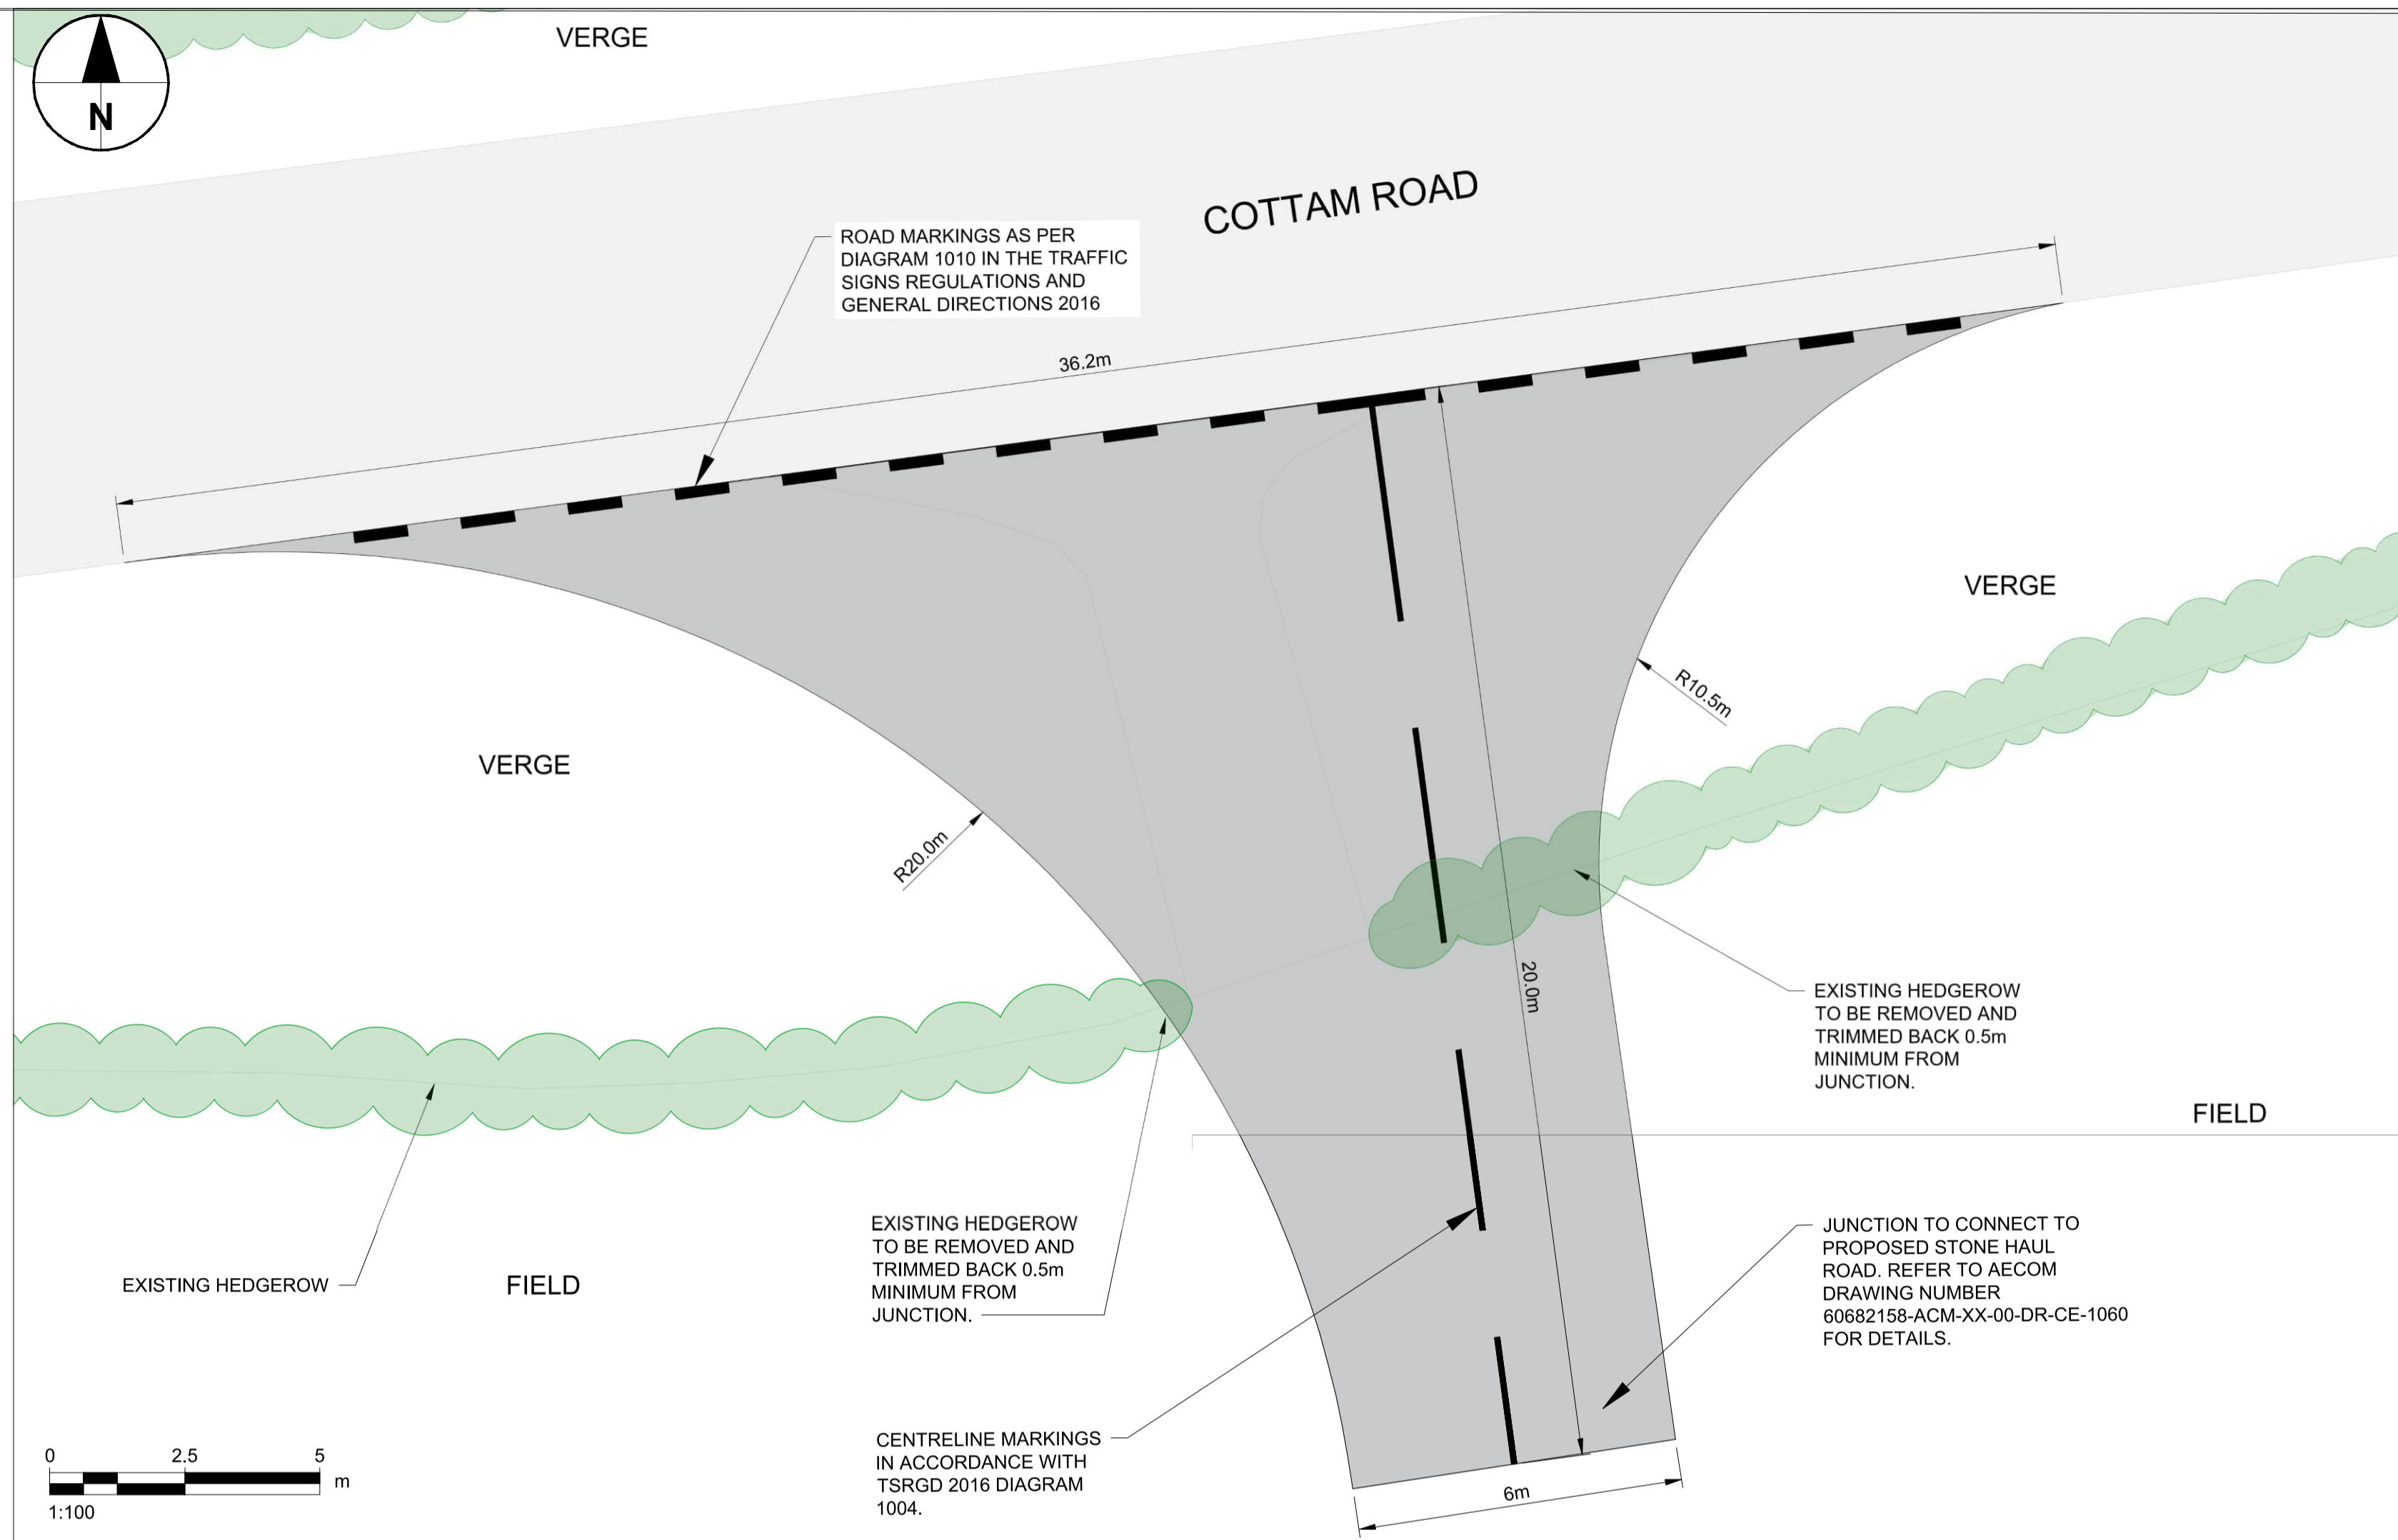 VERGE
N
COTTAM ROAD
ROAD MARKINGS AS PER
DIAGRAM 1010 IN THE TRAFFIC
SIGNS REGULATIONS AND
GENERAL DIRECTIONS 2016
36.2m
VERGE
R10.5m
VERGE
R20.0m
20.0m
EXISTING HEDGEROW
TO BE REMOVED AND
TRIMMED BACK 0.5m
MINIMUM FROM
JUNCTION.
FIELD
EXISTING HEDGEROW
TO BE REMOVED AND
TRIMMED BACK 0.5m
MINIMUM FROM
JUNCTION.
JUNCTION TO CONNECT TO
PROPOSED STONE HAUL
ROAD. REFER TO AECOM
DRAWING NUMBER
60682158-ACM-XX-00-DR-CE-1060
FOR DETAILS.
EXISTING HEDGEROW
FIELD
CENTRELINE MARKINGS
IN ACCORDANCE WITH
TSRGD 2016 DIAGRAM
1004.
0 2.5 5
m
1:100
6m